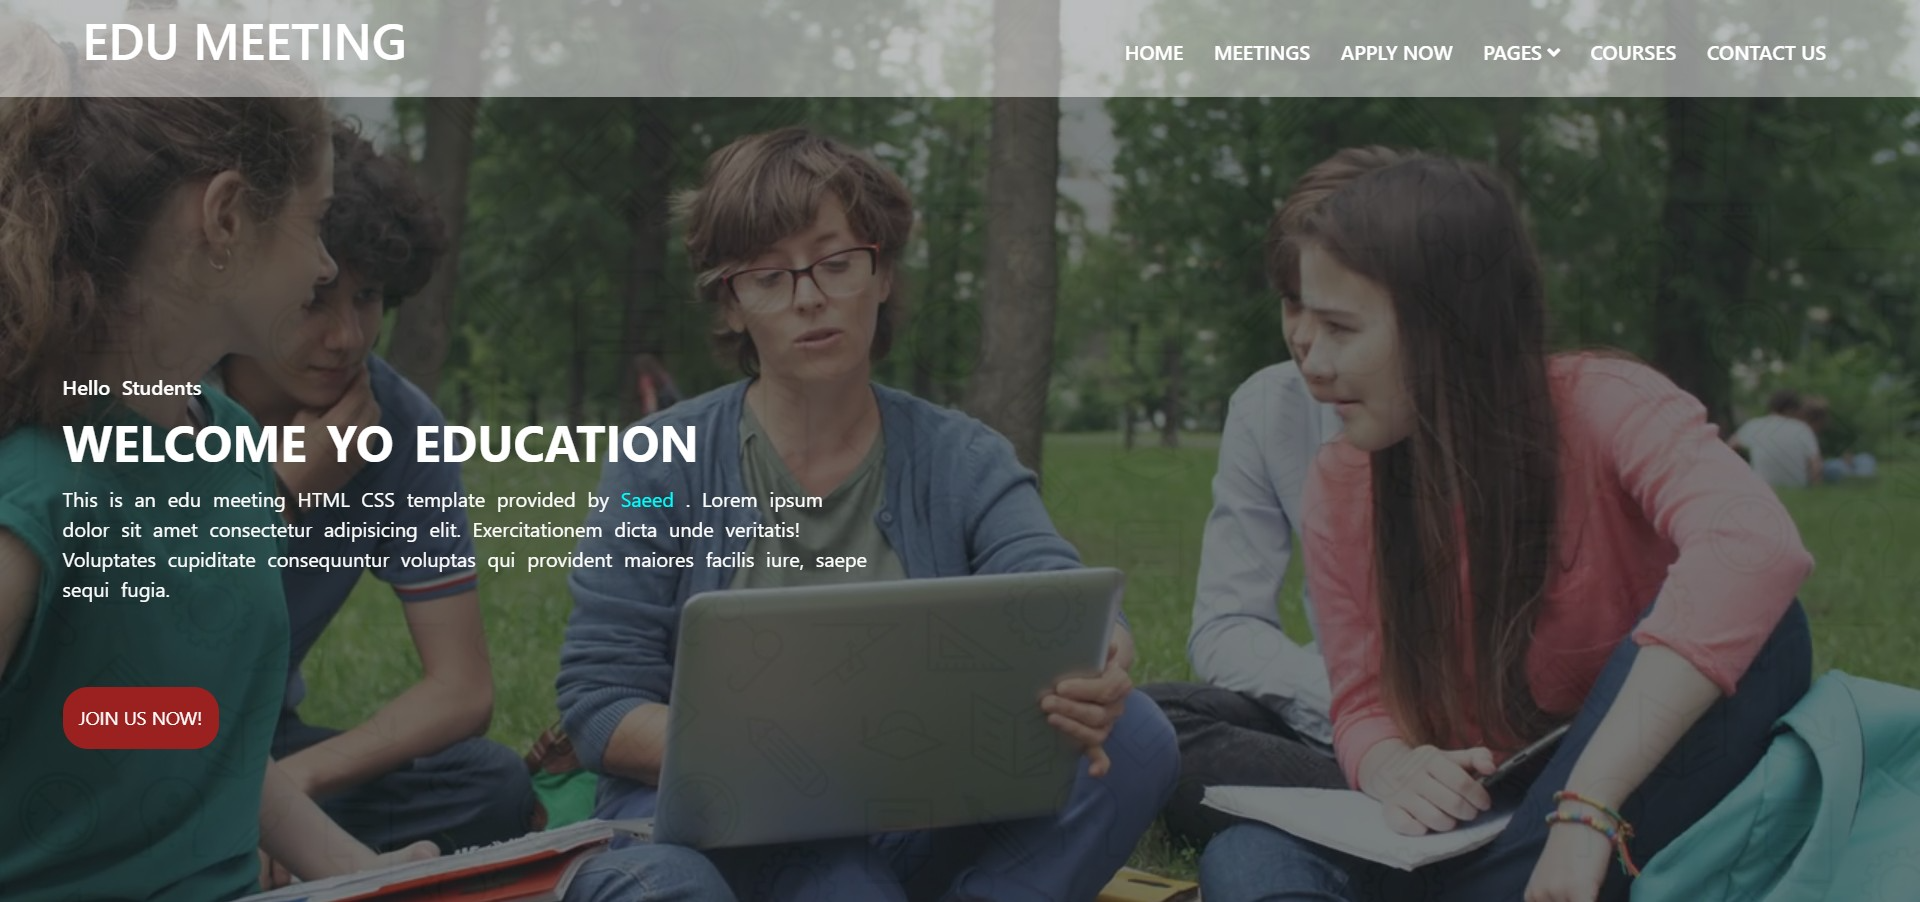 EDU MEETING
HOME MEETINGS APPLY NOW PAGES COURSES CONTACT US
Hello Students
WELCOME YO EDUCATION
This is an edu meeting HTML CSS template provided by Saeed . Lorem ipsum
dolor sit amet consectetur adipisicing elit. Exercitationem dicta unde veritatis!
Voluptates cupiditate consequuntur voluptas qui provident maiores facilis iure, saepe
sequi fugia.
JOIN US NOW!